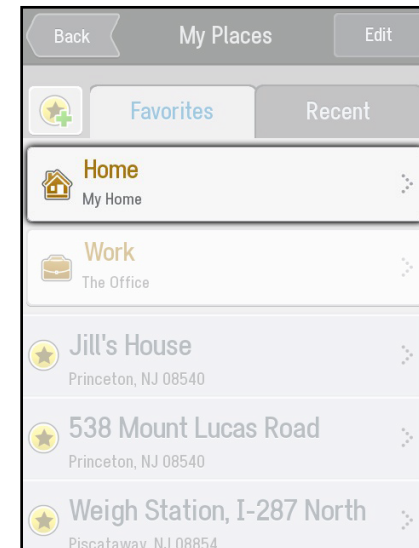 Back My Places Edit
Favorites Recent
Home
My Home
Work
The Office
Jill's House
Princeton, NJ 08540
538 Mount Lucas Road
Princeton, NJ 08540
Weigh Station, I-287 North
Piscataway, NJ 08854